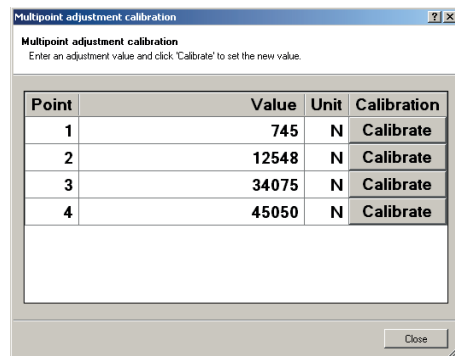 Multipoint adjustment calibration
Multipoint adjustment calibration
Enter an adjustment value and click 'Calibrate' to set the new value.
Point Value Unit Calibration
1 745 N Calibrate
2 12548 N Calibrate
3 34075 N Calibrate
4 45050 N Calibrate
Close